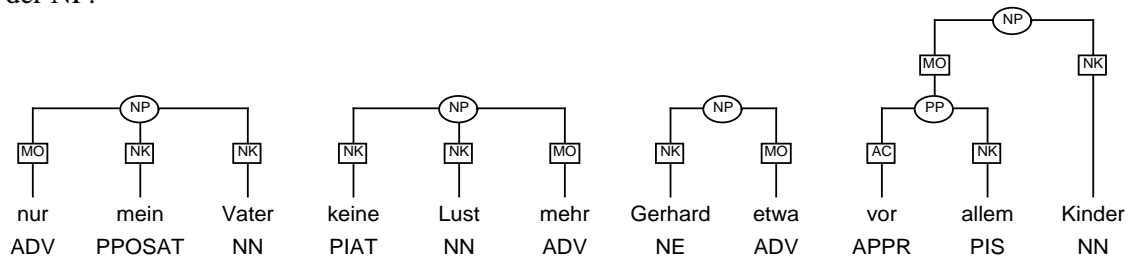 der NP.
NP
MO NK
NP NP NP PP
MO NK NK NK NK MO NK MO AC NK
nur mein Vater keine Lust mehr Gerhard etwa vor allem Kinder
ADV PPOSAT NN PIAT NN ADV NE ADV APPR PIS NN